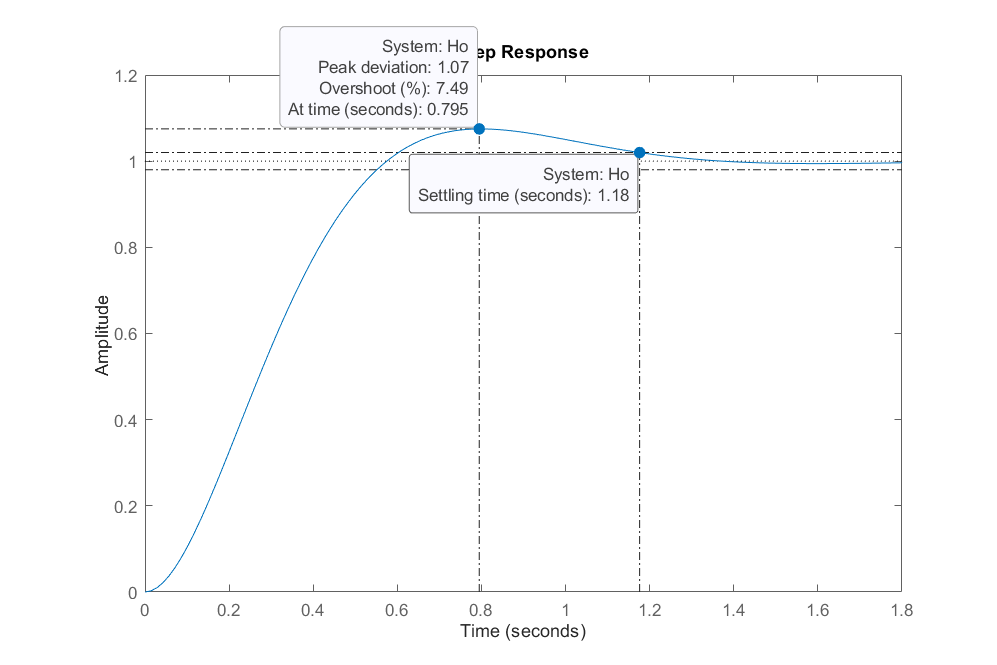 System: Ho
Peak deviation: 1.07
Overshoot (%): 7.49
At time (seconds): 0.795
ep Response
1.2
1
0.8
0.6
0.4
0.2
0
Amplitude
System: Ho
Settling time (seconds): 1.18
0 0.2 0.4 0.6 0.8 1 1.2 1.4 1.6 1.8
Time (seconds)